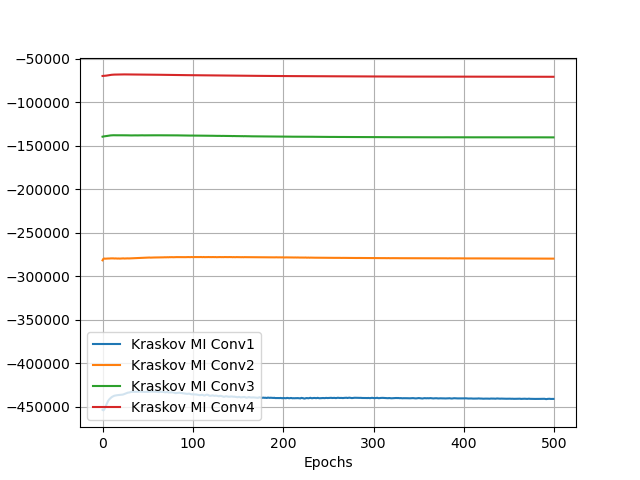 −50000
−100000
−150000
−200000
−250000
−300000
−350000
−400000
−450000
Kraskov MI Conv1
Kraskov MI Conv2
Kraskov MI Conv3
Kraskov MI Conv4
0 100 200 300 400 500
Epochs